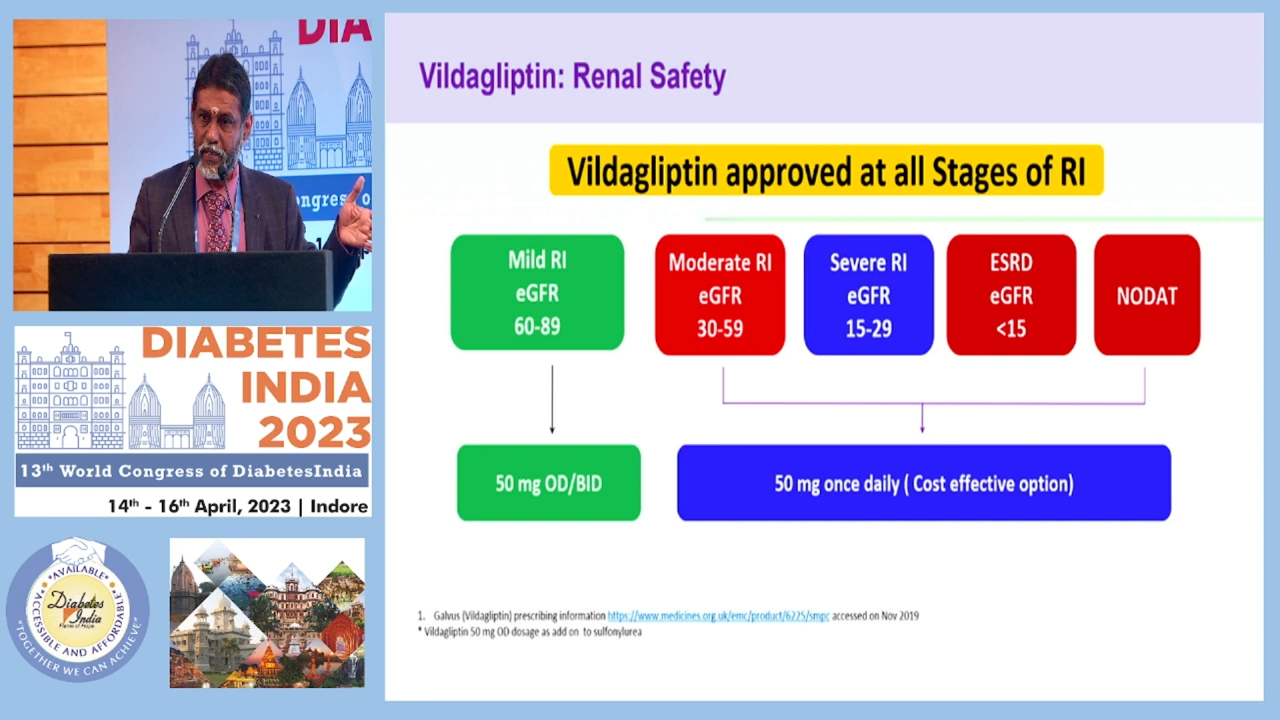 DIA
ongress o
DIABETES
INDIA
2023
13th World Congress of DiabetesIndia
14th - 16th April, 2023 | Indore
*AVAILABLE*
*ACCESSIBLE AND AFFORDABLE*
Diabetes
India
"TOGETHER WE CAN ACHIEVE"
Vildagliptin: Renal Safety
Vildagliptin approved at all Stages of RI
Mild RI
eGFR
60-89
Moderate RI
eGFR
30-59
Severe RI
eGFR
15-29
ESRD
eGFR
<15
NODAT
50 mg OD/BID
50 mg once daily ( Cost effective option)
1. Galvus (Vildagliptin) prescribing information https://www.medicines.org.uk/emc/product/6225/smpc accessed on Nov 2019
* Vildagliptin 50 mg OD dosage as add on to sulfonylurea